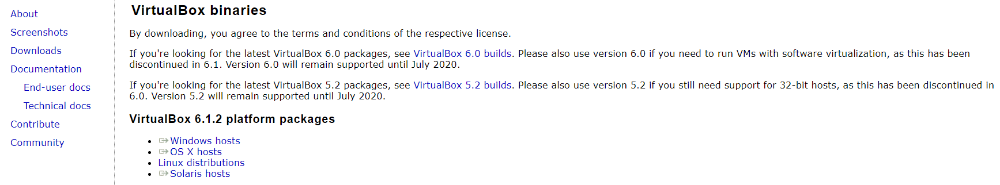 About
Screenshots
Downloads
Documentation
End-user docs
Technical docs
Contribute
Community
VirtualBox binaries
By downloading, you agree to the terms and conditions of the respective license.
If you're looking for the latest VirtualBox 6.0 packages, see VirtualBox 6.0 builds. Please also use version 6.0 if you need to run VMs with software virtualization, as this has been
discontinued in 6.1. Version 6.0 will remain supported until July 2020.
If you're looking for the latest VirtualBox 5.2 packages, see VirtualBox 5.2 builds. Please also use version 5.2 if you still need support for 32-bit hosts, as this has been discontinued in
6.0. Version 5.2 will remain supported until July 2020.
VirtualBox 6.1.2 platform packages
Windows hosts
OS X hosts
Linux distributions
Solaris hosts